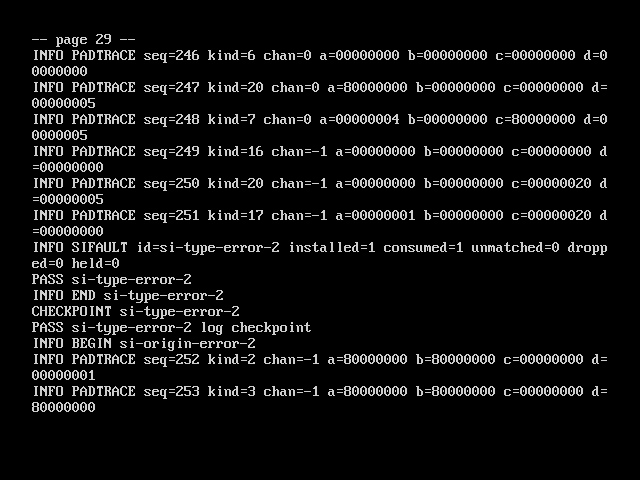 -- page 29 --
INFO PADTRACE seq=246 kind=6 chan=0 a=00000000 b=00000000 c=00000000 d=0
0000000
INFO PADTRACE seq=247 kind=20 chan=0 a=80000000 b=00000000 c=00000000 d=
00000005
INFO PADTRACE seq=248 kind=7 chan=0 a=00000004 b=00000000 c=80000000 d=0
0000005
INFO PADTRACE seq=249 kind=16 chan=-1 a=00000000 b=00000000 c=00000000 d
=00000000
INFO PADTRACE seq=250 kind=20 chan=-1 a=00000000 b=00000000 c=00000020 d
=00000005
INFO PADTRACE seq=251 kind=17 chan=-1 a=00000001 b=00000000 c=00000020 d
=00000000
INFO SIFAULT id=si-type-error-2 installed=1 consumed=1 unmatched=0 dropp
ed=0 held=0
PASS si-type-error-2
INFO END si-type-error-2
CHECKPOINT si-type-error-2
PASS si-type-error-2 log checkpoint
INFO BEGIN si-origin-error-2
INFO PADTRACE seq=252 kind=2 chan=-1 a=80000000 b=80000000 c=00000000 d=
00000001
INFO PADTRACE seq=253 kind=3 chan=-1 a=80000000 b=80000000 c=00000000 d=
80000000